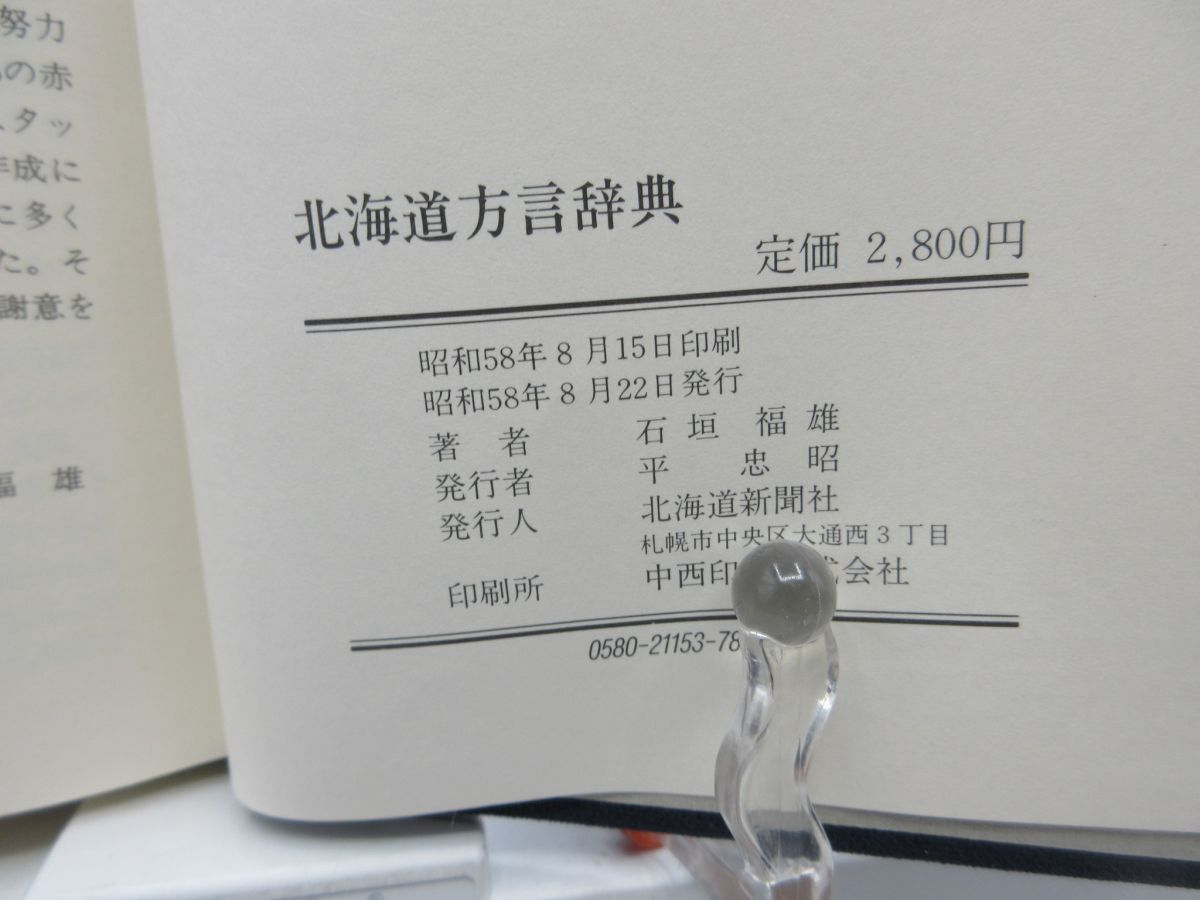 努力
の赤
タッ
成に
に多く
た。そ
謝意を
福 雄
北海道方言辞典
定価 2,800円
昭和58年8月15日印刷
昭和58年8月22日発行
著 者 石垣福雄
発行者 平 忠昭
発行人 北海道新聞社
札幌市中央区大通西3丁目
印刷所 中西印 会社
0580-21153-78